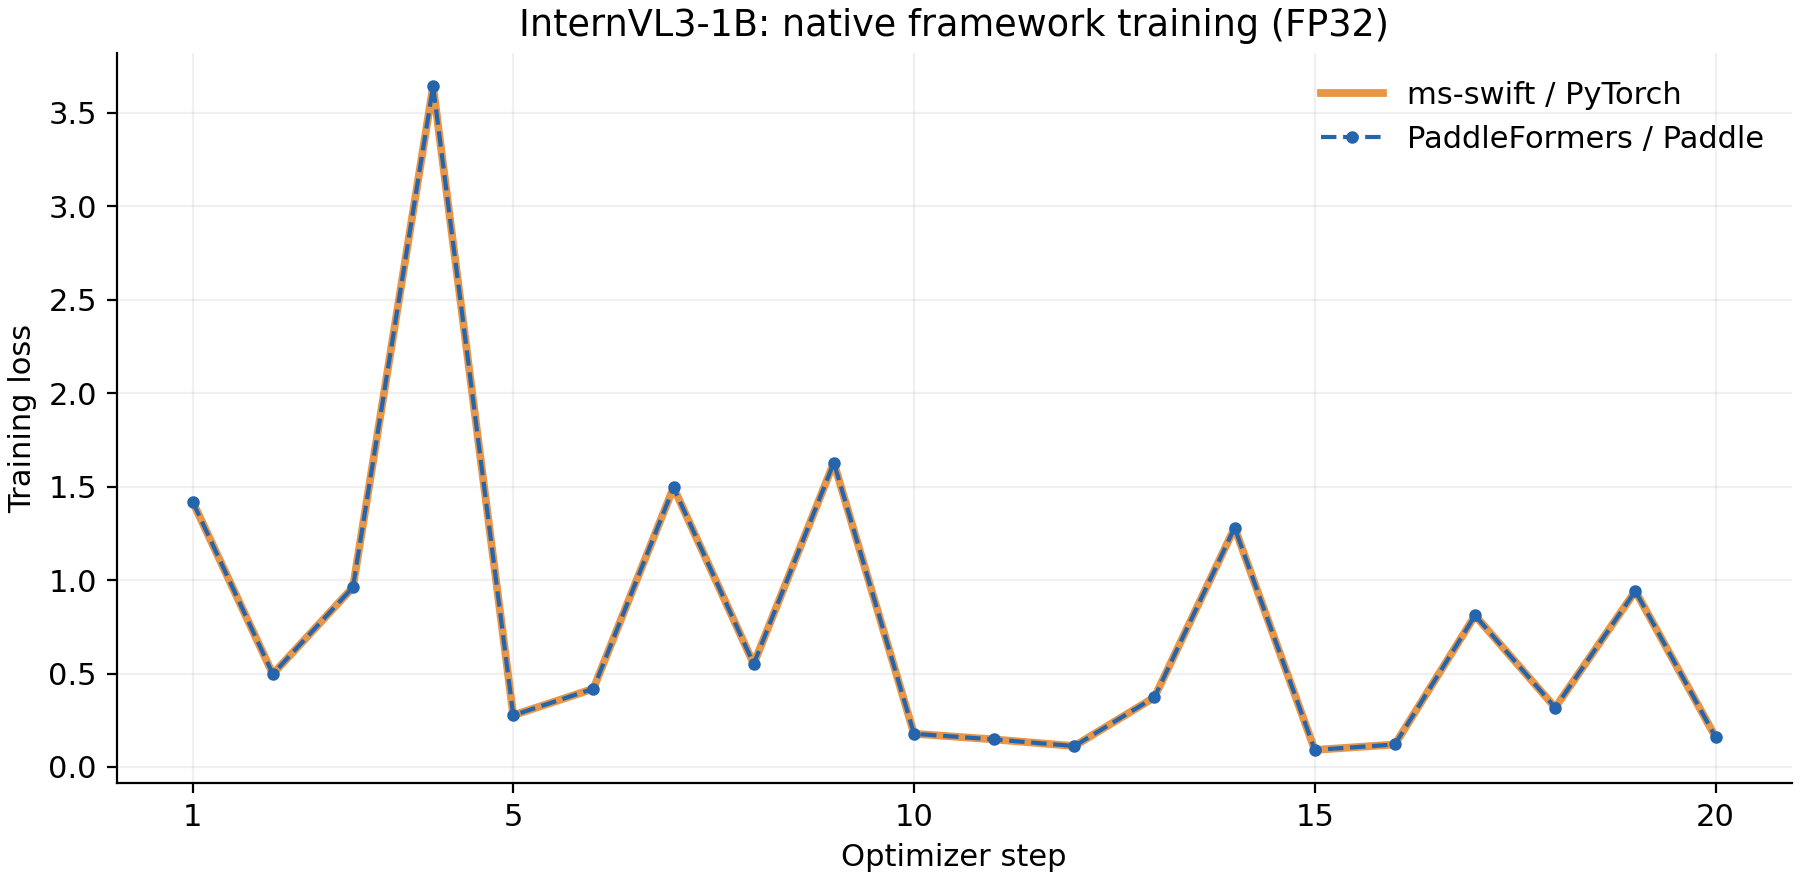 InternVL3-1B: native framework training (FP32)
ms-swift / PyTorch
PaddleFormers / Paddle
Training loss
3.5
3.0
2.5
2.0
1.5
1.0
0.5
0.0
1 5 10 15 20
Optimizer step